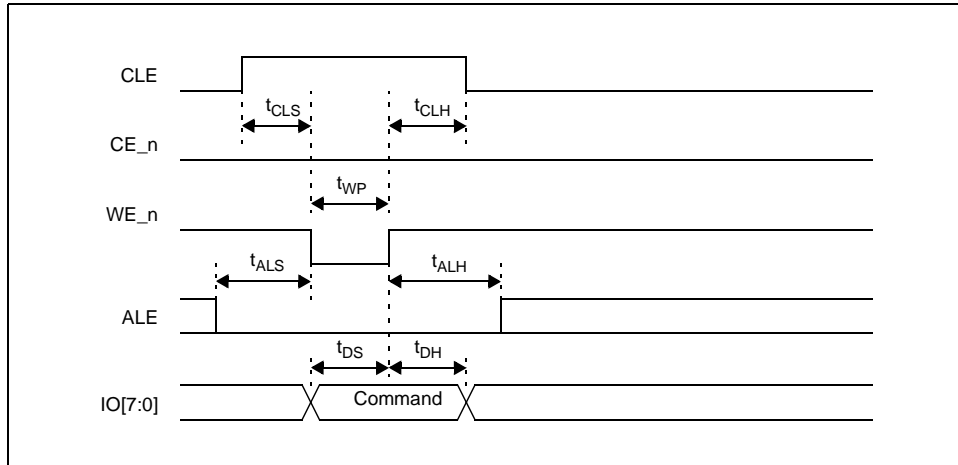 CLE
tCLS
tCLH
CE_n
tWP
WE_n
tALS
tALH
ALE
tDS
tDH
IO[7:0]
Command